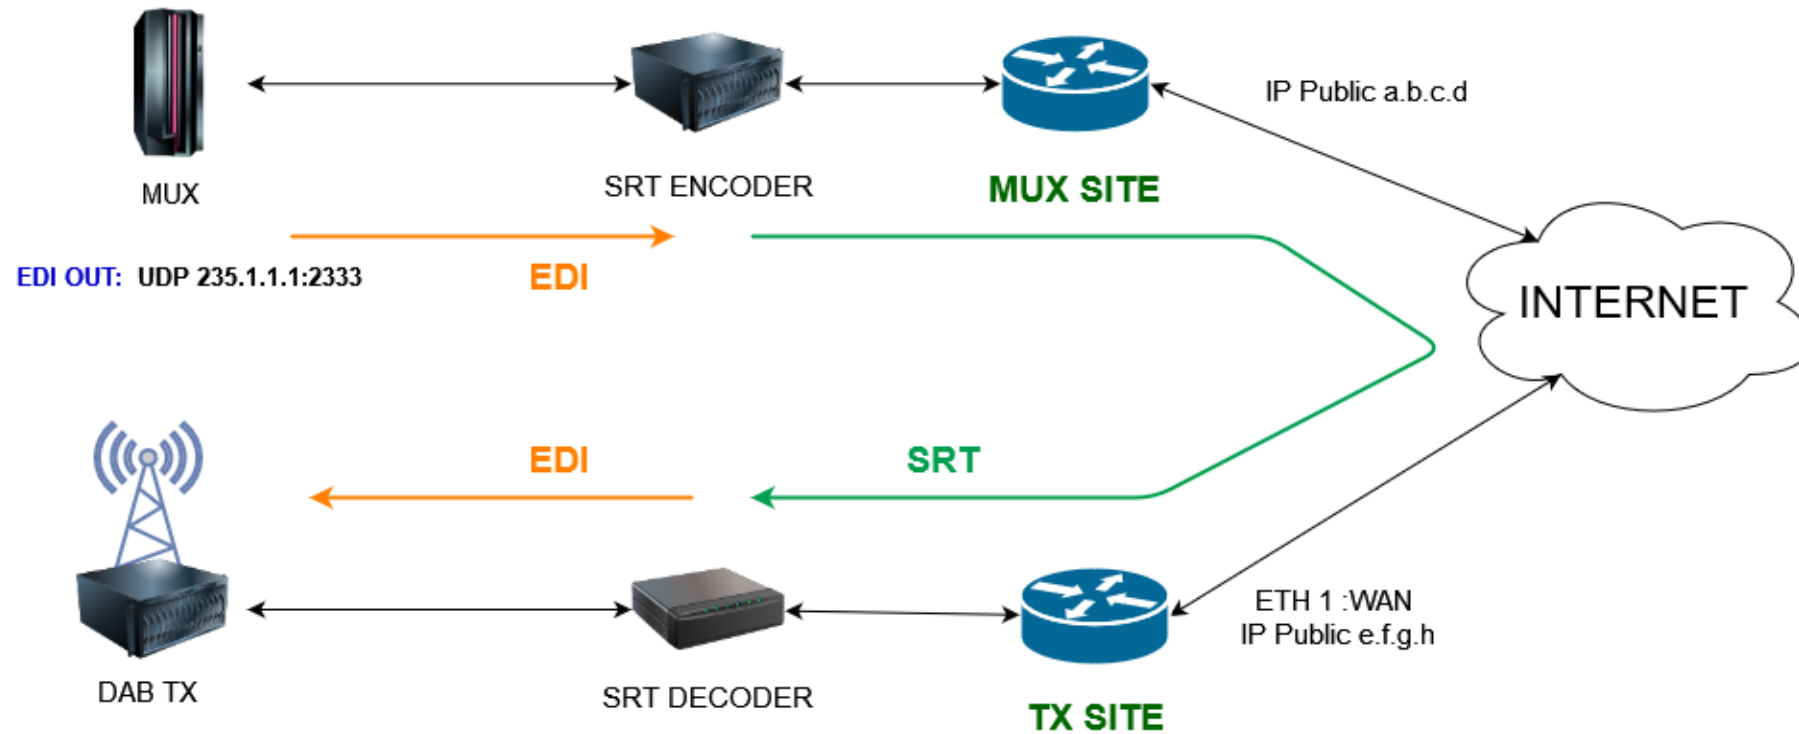 IP Public a.b.c.d
MUX
SRT ENCODER
MUX SITE
EDI OUT: UDP 235.1.1.1:2333
EDI
INTERNET
EDI
SRT
ETH 1 :WAN
IP Public e.f.g.h
DAB TX
SRT DECODER
TX SITE